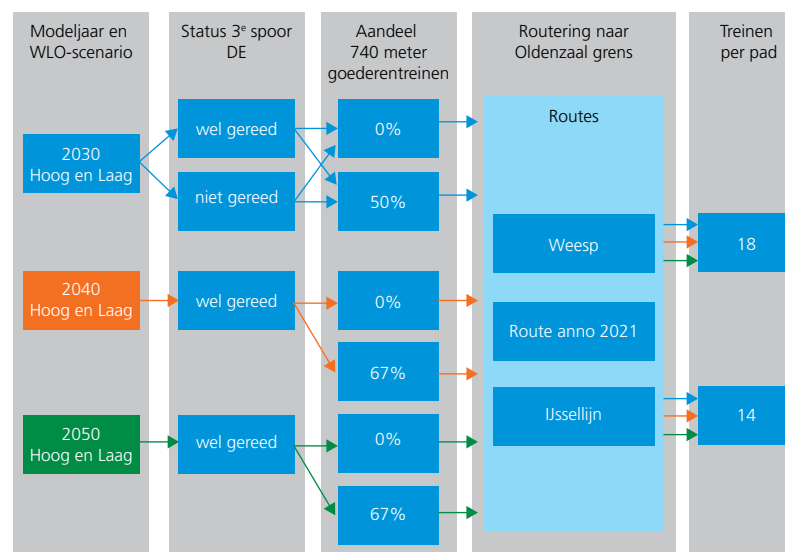 Modeljaar en
WLO-scenario
Status 3ᵉ spoor
DE
Aandeel
740 meter
goederentreinen
Routering naar
Oldenzaal grens
Treinen
per pad
2030
Hoog en Laag
wel gereed
niet gereed
0%
50%
2040
Hoog en Laag
wel gereed
0%
67%
2050
Hoog en Laag
wel gereed
0%
67%
Routes
Weesp
Route anno 2021
IJssellijn
18
14